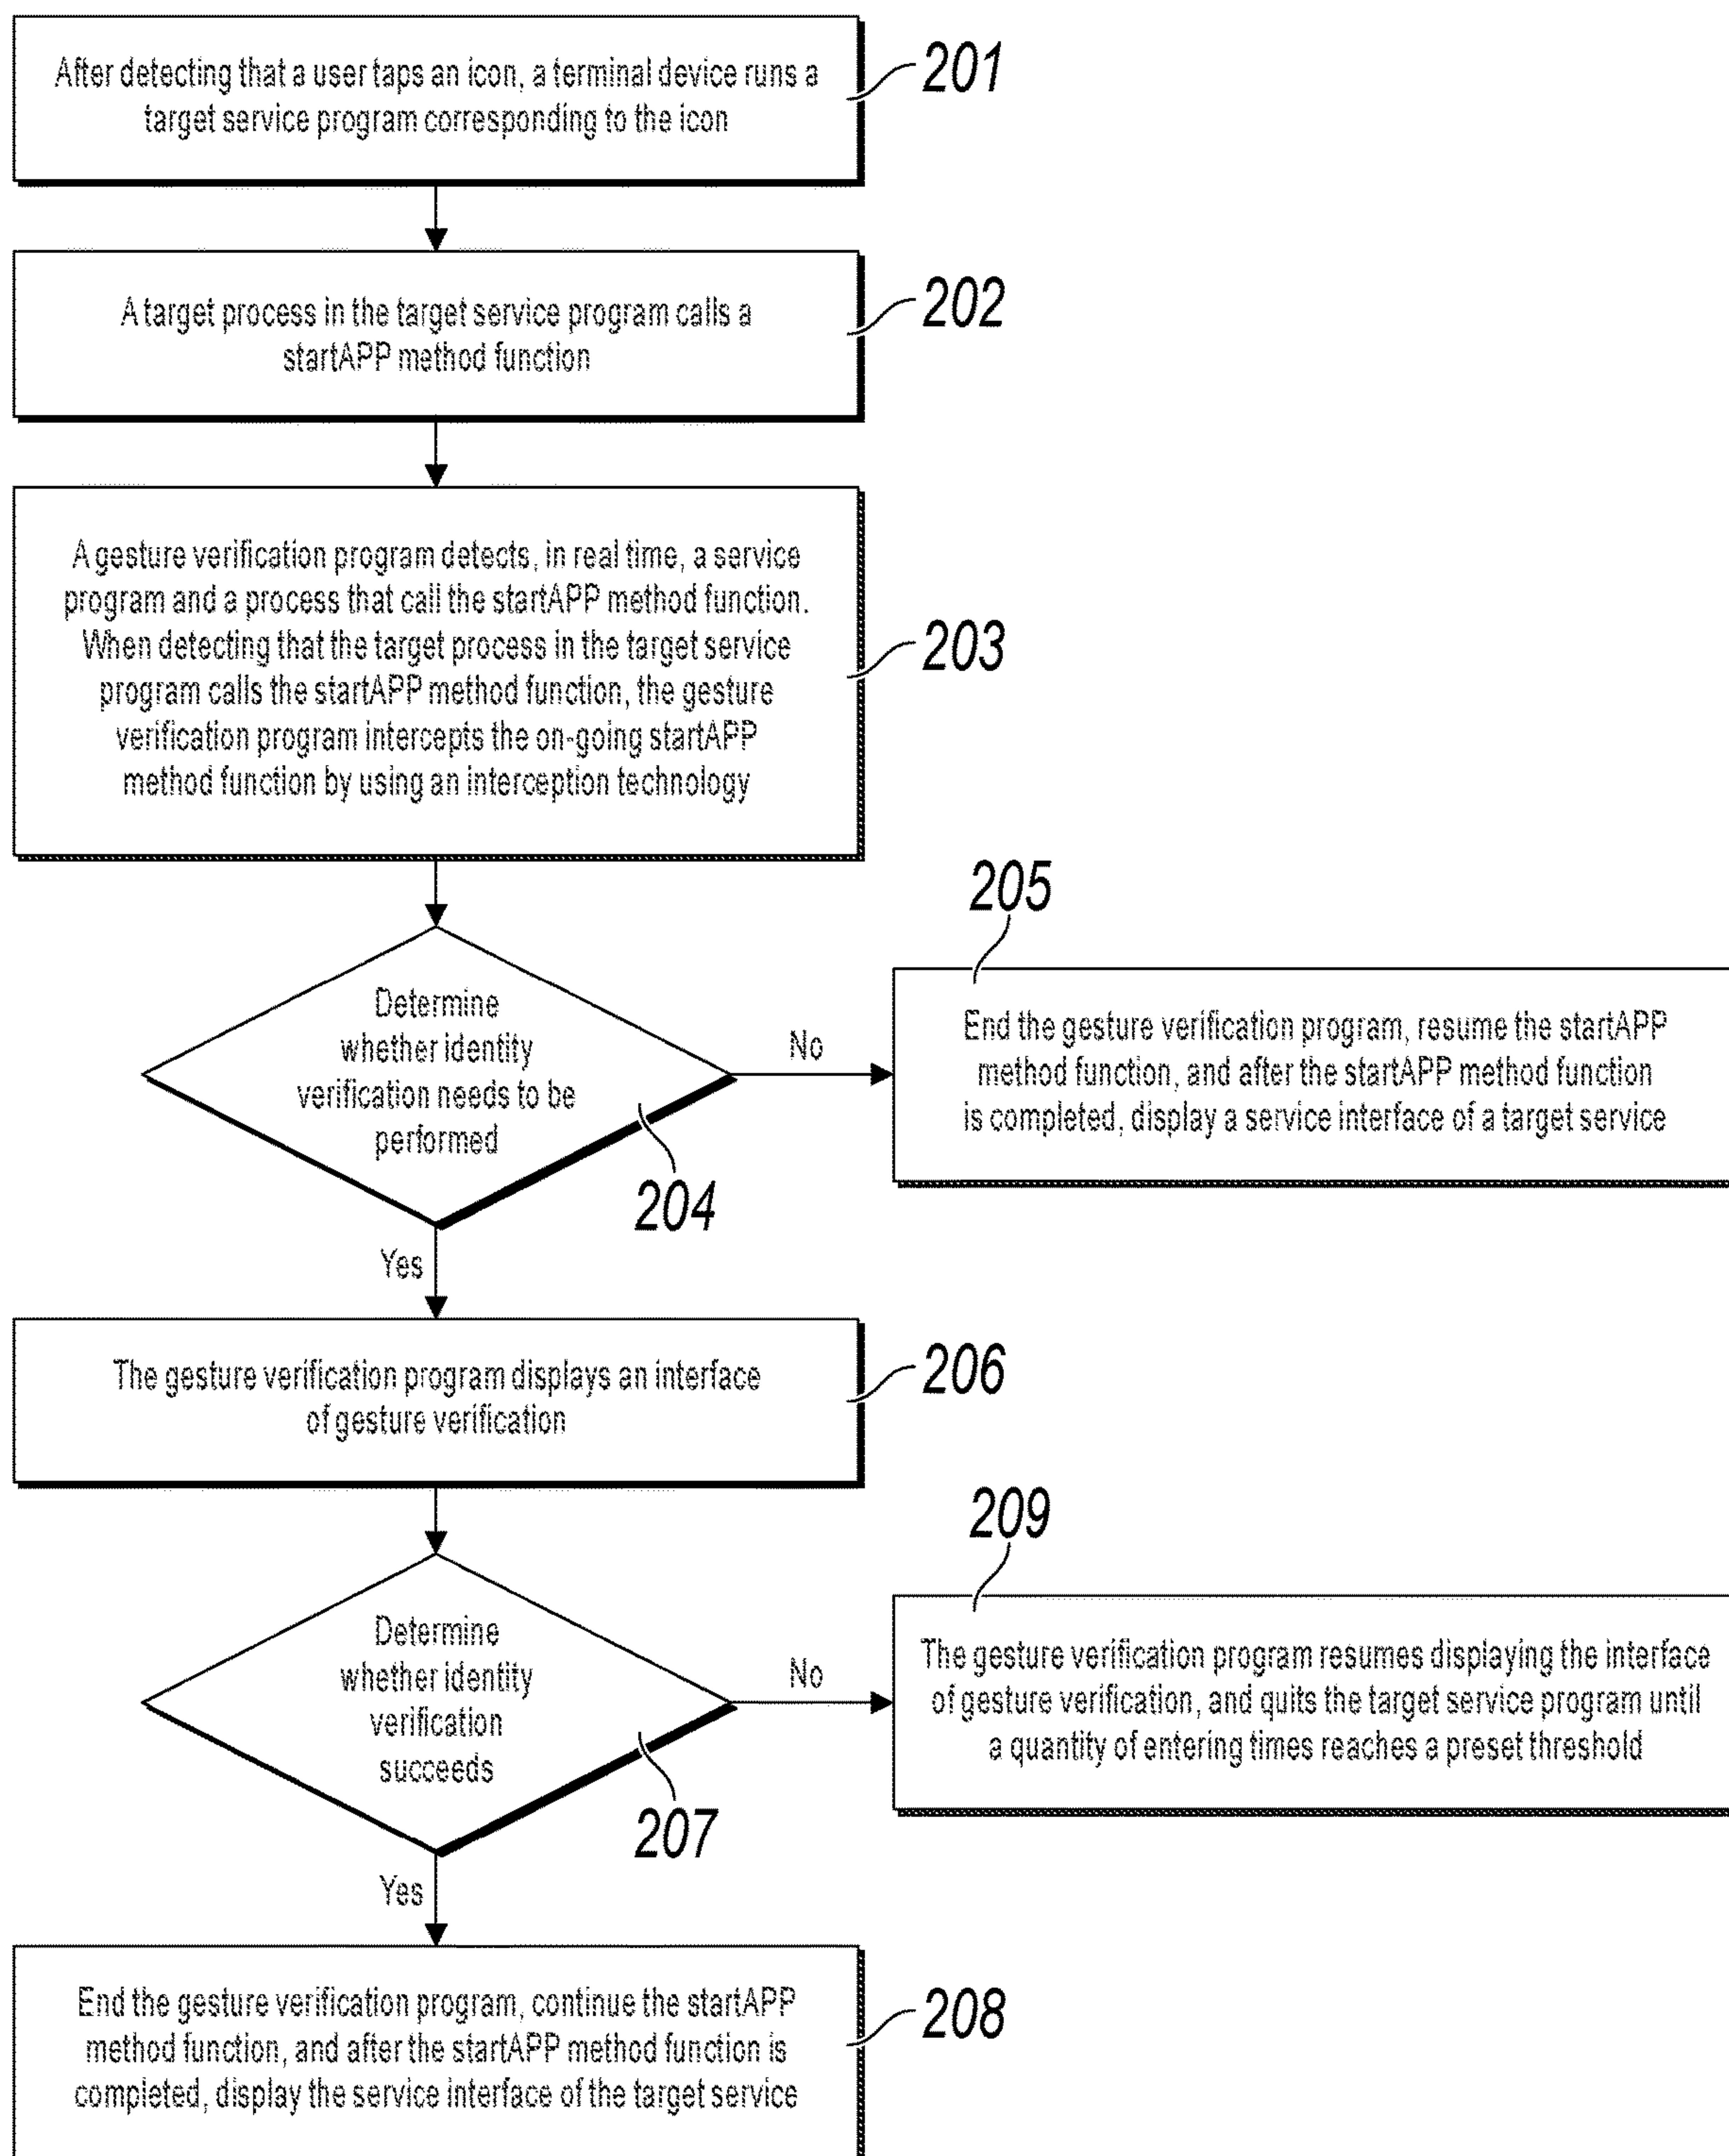 After detecting that a user taps an icon, a terminal device runs a
target service program corresponding to the icon
201
A target process in the target service program calls a
startAPP method function
202
A gesture verification program detects, in real time, a service
program and a process that call the startAPP method function.
When detecting that the target process in the target service
program calls the startAPP method function, the gesture
verification program intercepts the on-going startAPP
method function by using an interception technology
203
Determine
whether identity
verification needs to be
performed
204
No
205
End the gesture verification program, resume the startAPP
method function, and after the startAPP method function
is completed, display a service interface of a target service
Yes
The gesture verification program displays an interface
of gesture verification
206
Determine
whether identity
verification
succeeds
207
No
209
The gesture verification program resumes displaying the interface
of gesture verification, and quits the target service program until
a quantity of entering times reaches a preset threshold
Yes
End the gesture verification program, continue the startAPP
method function, and after the startAPP method function is
completed, display the service interface of the target service
208